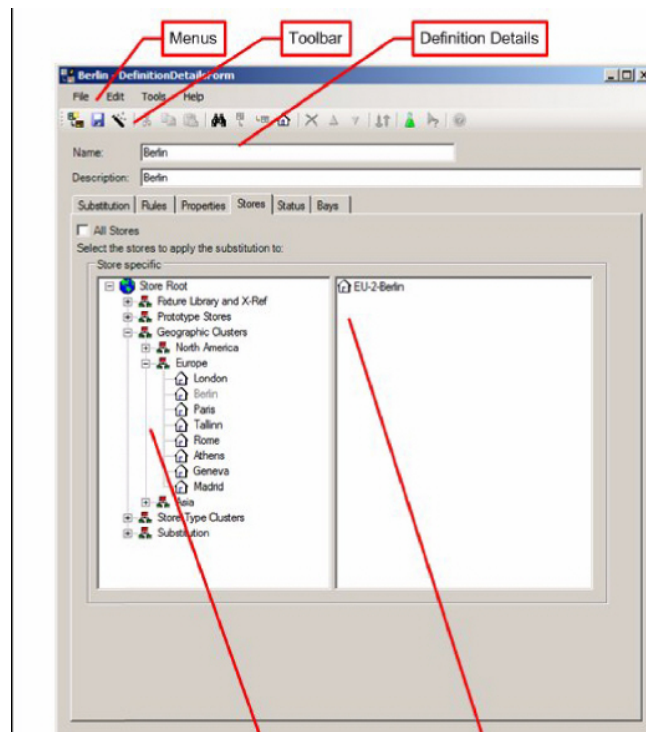 Menus
Toolbar
Definition Details
Berlin - DefinitionDetailsForm
File Edit Tools Help
Name: Berlin
Description: Berlin
Substitution Rules Properties Stores Status Bays
All Stores
Select the stores to apply the substitution to:
Store specific
Store Root
Fixture Library and X-Ref
Prototype Stores
Geographic Clusters
North America
Europe
London
Berlin
Paris
Tallinn
Rome
Athens
Geneva
Madrid
Asia
Store Type Clusters
Substitution
EU-2-Berlin